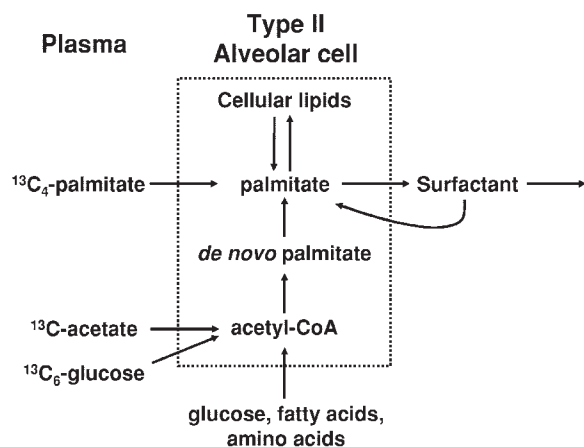 Plasma
Type II
Alveolar cell
Cellular lipids
¹³C₄-palmitate
palmitate
Surfactant
de novo palmitate
¹³C-acetate
acetyl-CoA
¹³C₆-glucose
glucose, fatty acids,
amino acids